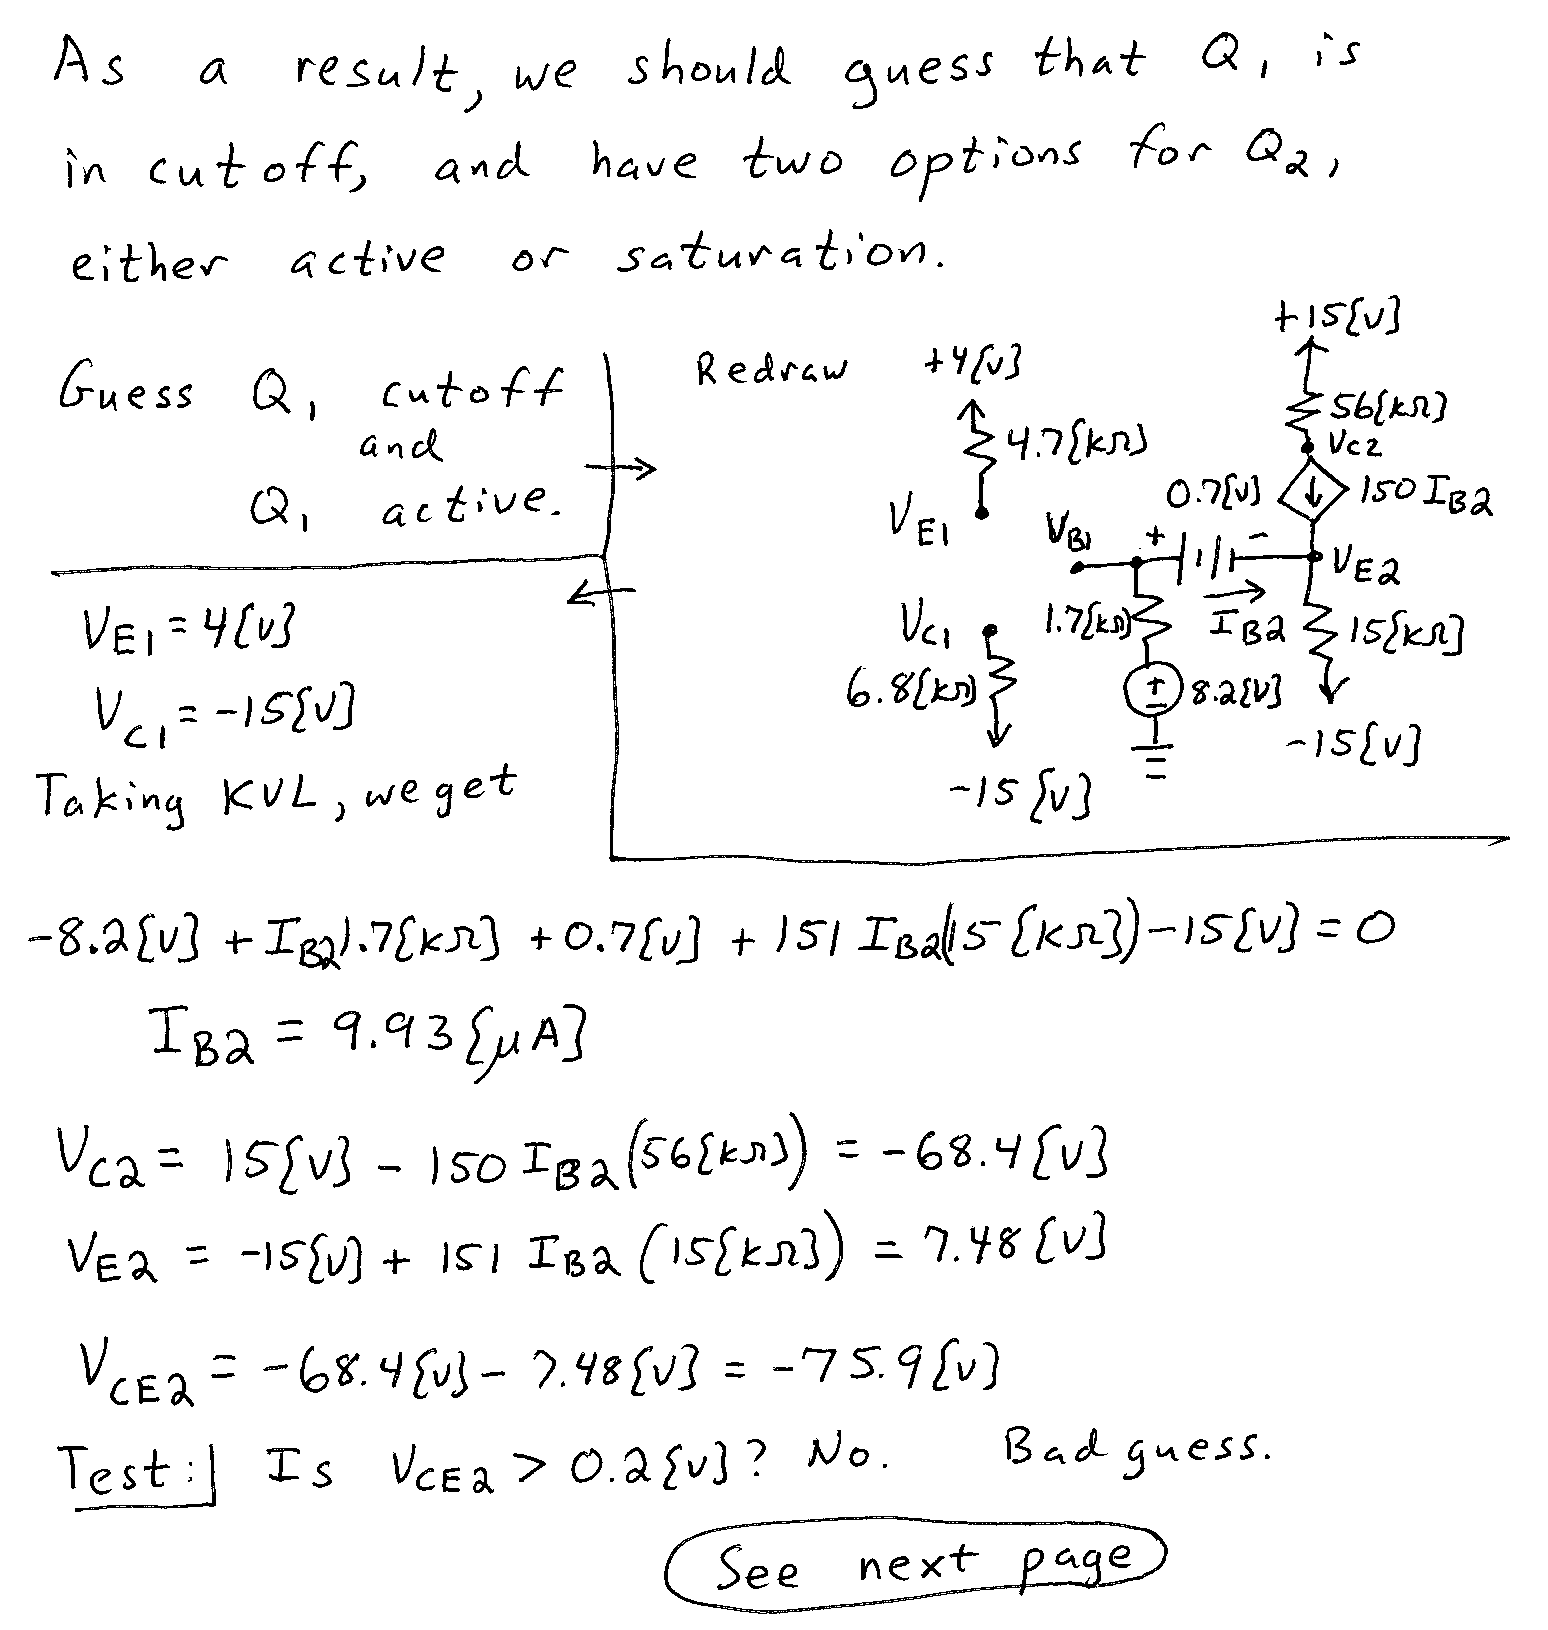 As a result, we should guess that Q1 is
in cutoff, and have two options for Q2,
either active or saturation.
Guess Q1 cutoff
and
Q1 active.
Redraw
+4[V]
4.7[kΩ]
VE1
VC1
6.8[kΩ]
-15[V]
+15[V]
56[kΩ]
VC2
0.7[V]
150 IB2
VB1
+
-
VE2
1.7[kΩ]
IB2
15[kΩ]
+
-
8.2[V]
-15[V]
VE1 = 4[V]
VC1 = -15[V]
Taking KVL, we get
-8.2[V] + IB2 1.7[kΩ] + 0.7[V] + 151 IB2(15[kΩ]) - 15[V] = 0
IB2 = 9.93[μA]
VC2 = 15[V] - 150 IB2(56[kΩ]) = -68.4[V]
VE2 = -15[V] + 151 IB2(15[kΩ]) = 7.48[V]
VCE2 = -68.4[V] - 7.48[V] = -75.9[V]
Test: Is VCE2 > 0.2[V]? No. Bad guess.
See next page